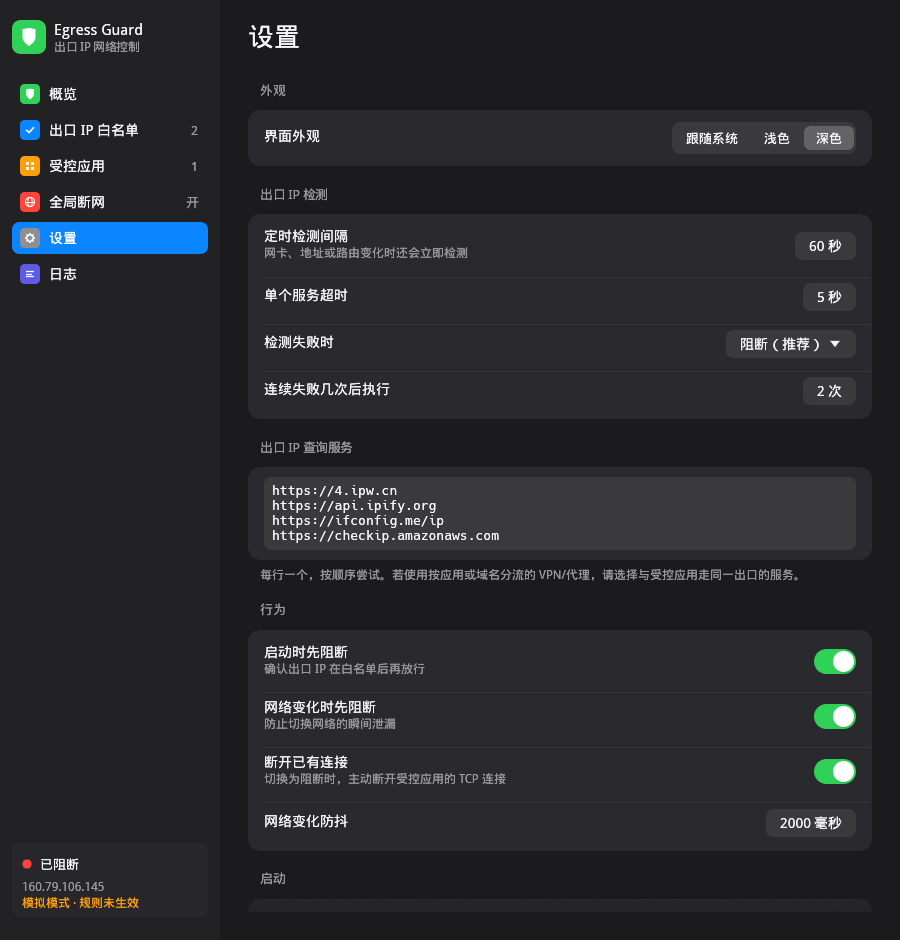 Egress Guard
出口 IP 网络控制
概览
出口 IP 白名单 2
受控应用 1
全局断网 开
设置
日志
已阻断
160.79.106.145
模拟模式 · 规则未生效
设置
外观
界面外观 跟随系统 浅色 深色
出口 IP 检测
定时检测间隔
网卡、地址或路由变化时还会立即检测
60 秒
单个服务超时 5 秒
检测失败时 阻断（推荐）
连续失败几次后执行 2 次
出口 IP 查询服务
https://4.ipw.cn
https://api.ipify.org
https://ifconfig.me/ip
https://checkip.amazonaws.com
每行一个，按顺序尝试。若使用按应用或域名分流的 VPN/代理，请选择与受控应用走同一出口的服务。
行为
启动时先阻断
确认出口 IP 在白名单后再放行
网络变化时先阻断
防止切换网络的瞬间泄漏
断开已有连接
切换为阻断时，主动断开受控应用的 TCP 连接
网络变化防抖 2000 毫秒
启动